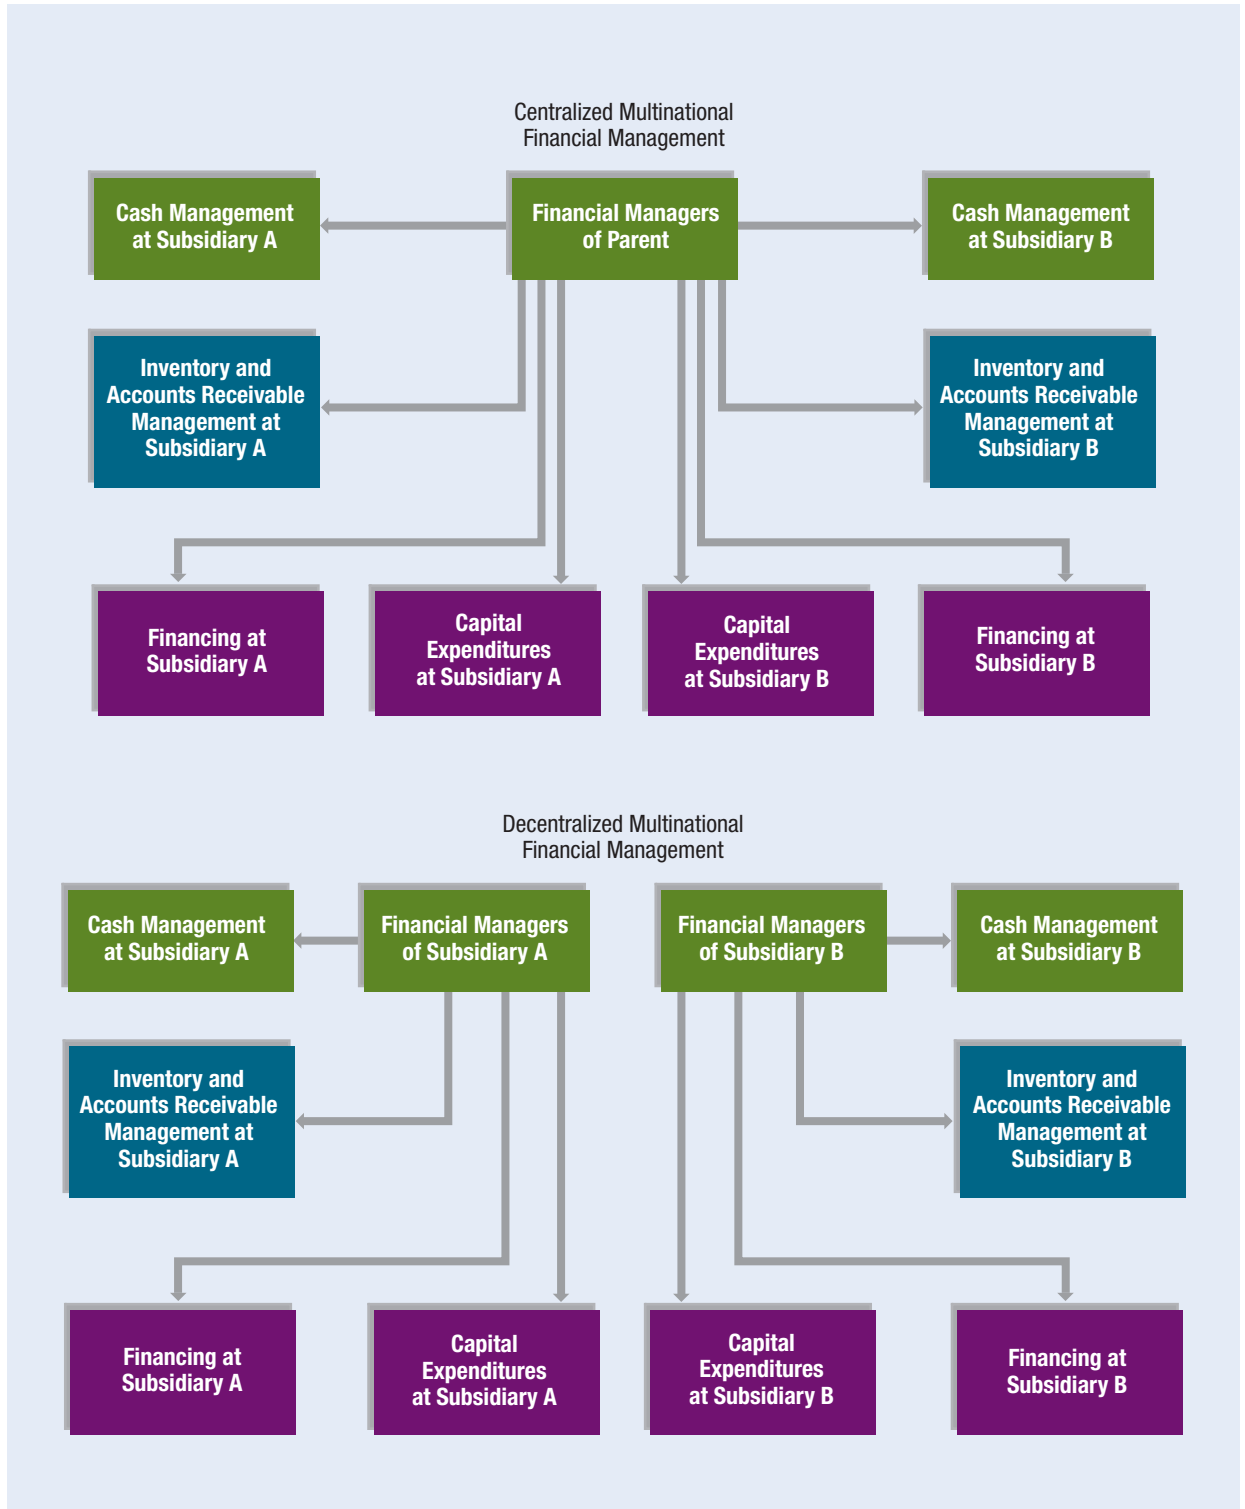 Centralized Multinational
Financial Management
Cash Management
at Subsidiary A
Financial Managers
of Parent
Cash Management
at Subsidiary B
Inventory and
Accounts Receivable
Management at
Subsidiary A
Inventory and
Accounts Receivable
Management at
Subsidiary B
Financing at
Subsidiary A
Capital
Expenditures
at Subsidiary A
Capital
Expenditures
at Subsidiary B
Financing at
Subsidiary B
Decentralized Multinational
Financial Management
Cash Management
at Subsidiary A
Financial Managers
of Subsidiary A
Financial Managers
of Subsidiary B
Cash Management
at Subsidiary B
Inventory and
Accounts Receivable
Management at
Subsidiary A
Inventory and
Accounts Receivable
Management at
Subsidiary B
Financing at
Subsidiary A
Capital
Expenditures
at Subsidiary A
Capital
Expenditures
at Subsidiary B
Financing at
Subsidiary B